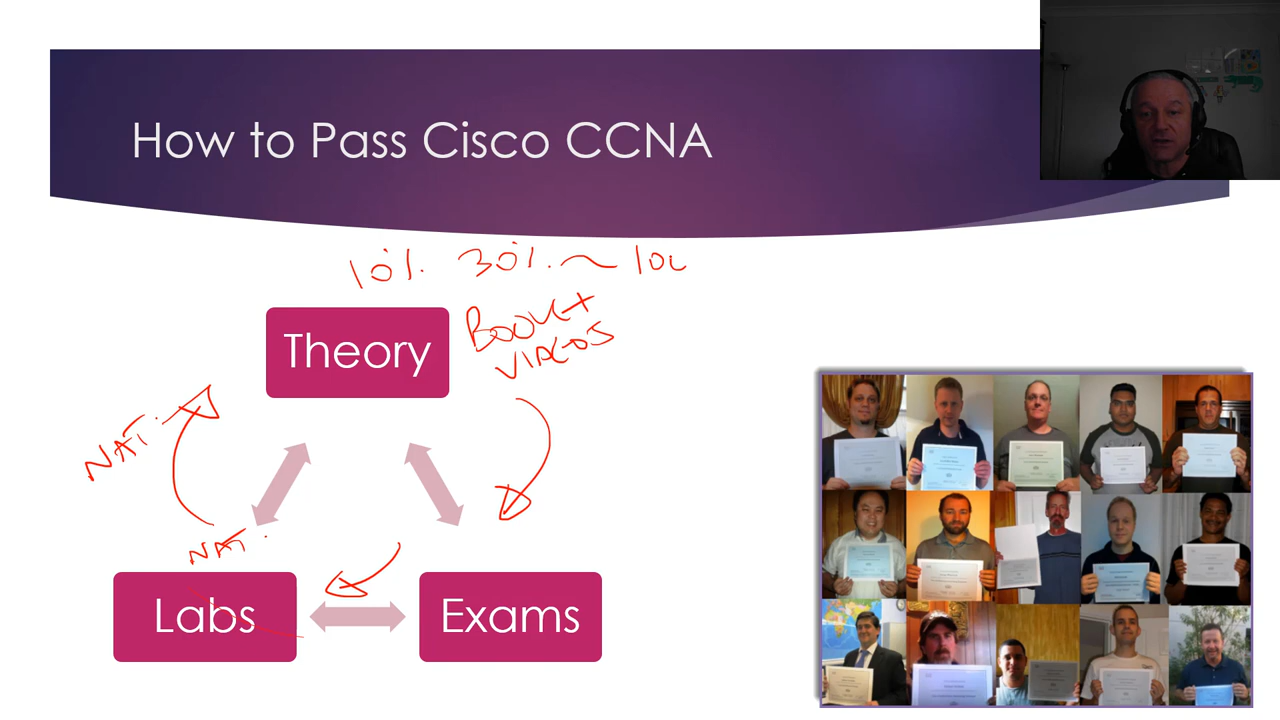 How to Pass Cisco CCNA
10% 30% ~ 100
Theory
BOOK +
VIDEOS
NAT
NAT
Labs
Exams